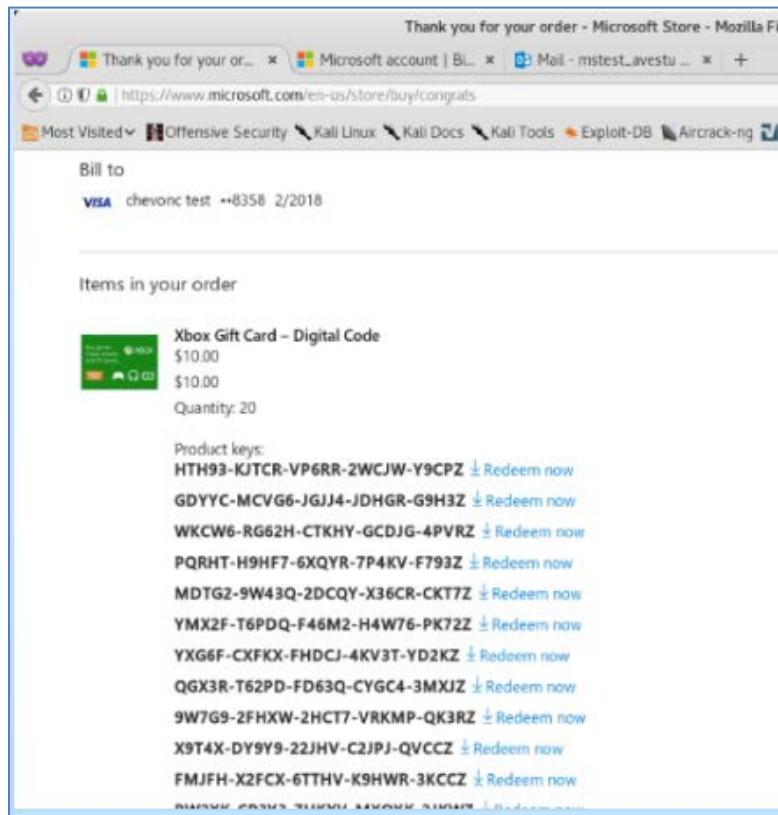 Thank you for your order - Microsoft Store - Mozilla Fi
Thank you for your or... × Microsoft account | Bi... × Mail - mstest_avestu ... × +
https://www.microsoft.com/en-us/store/buy/congrats
Most Visited Offensive Security Kali Linux Kali Docs Kali Tools Exploit-DB Aircrack-ng
Bill to
VISA chevonc test ••8358 2/2018
Items in your order
Xbox Gift Card – Digital Code
XBOX
$10.00
$10.00
Quantity: 20
Product keys:
HTH93-KJTCR-VP6RR-2WCJW-Y9CPZ Redeem now
GDYYC-MCVG6-JGJJ4-JDHGR-G9H3Z Redeem now
WKCW6-RG62H-CTKHY-GCDJG-4PVRZ Redeem now
PQRHT-H9HF7-6XQYR-7P4KV-F793Z Redeem now
MDTG2-9W43Q-2DCQY-X36CR-CKT7Z Redeem now
YMX2F-T6PDQ-F46M2-H4W76-PK72Z Redeem now
YXG6F-CXFKX-FHDCJ-4KV3T-YD2KZ Redeem now
QGX3R-T62PD-FD63Q-CYGC4-3MXJZ Redeem now
9W7G9-2FHXW-2HCT7-VRKMP-QK3RZ Redeem now
X9T4X-DY9Y9-22JHV-C2JPJ-QVCCZ Redeem now
FMJFH-X2FCX-6TTHV-K9HWR-3KCCZ Redeem now